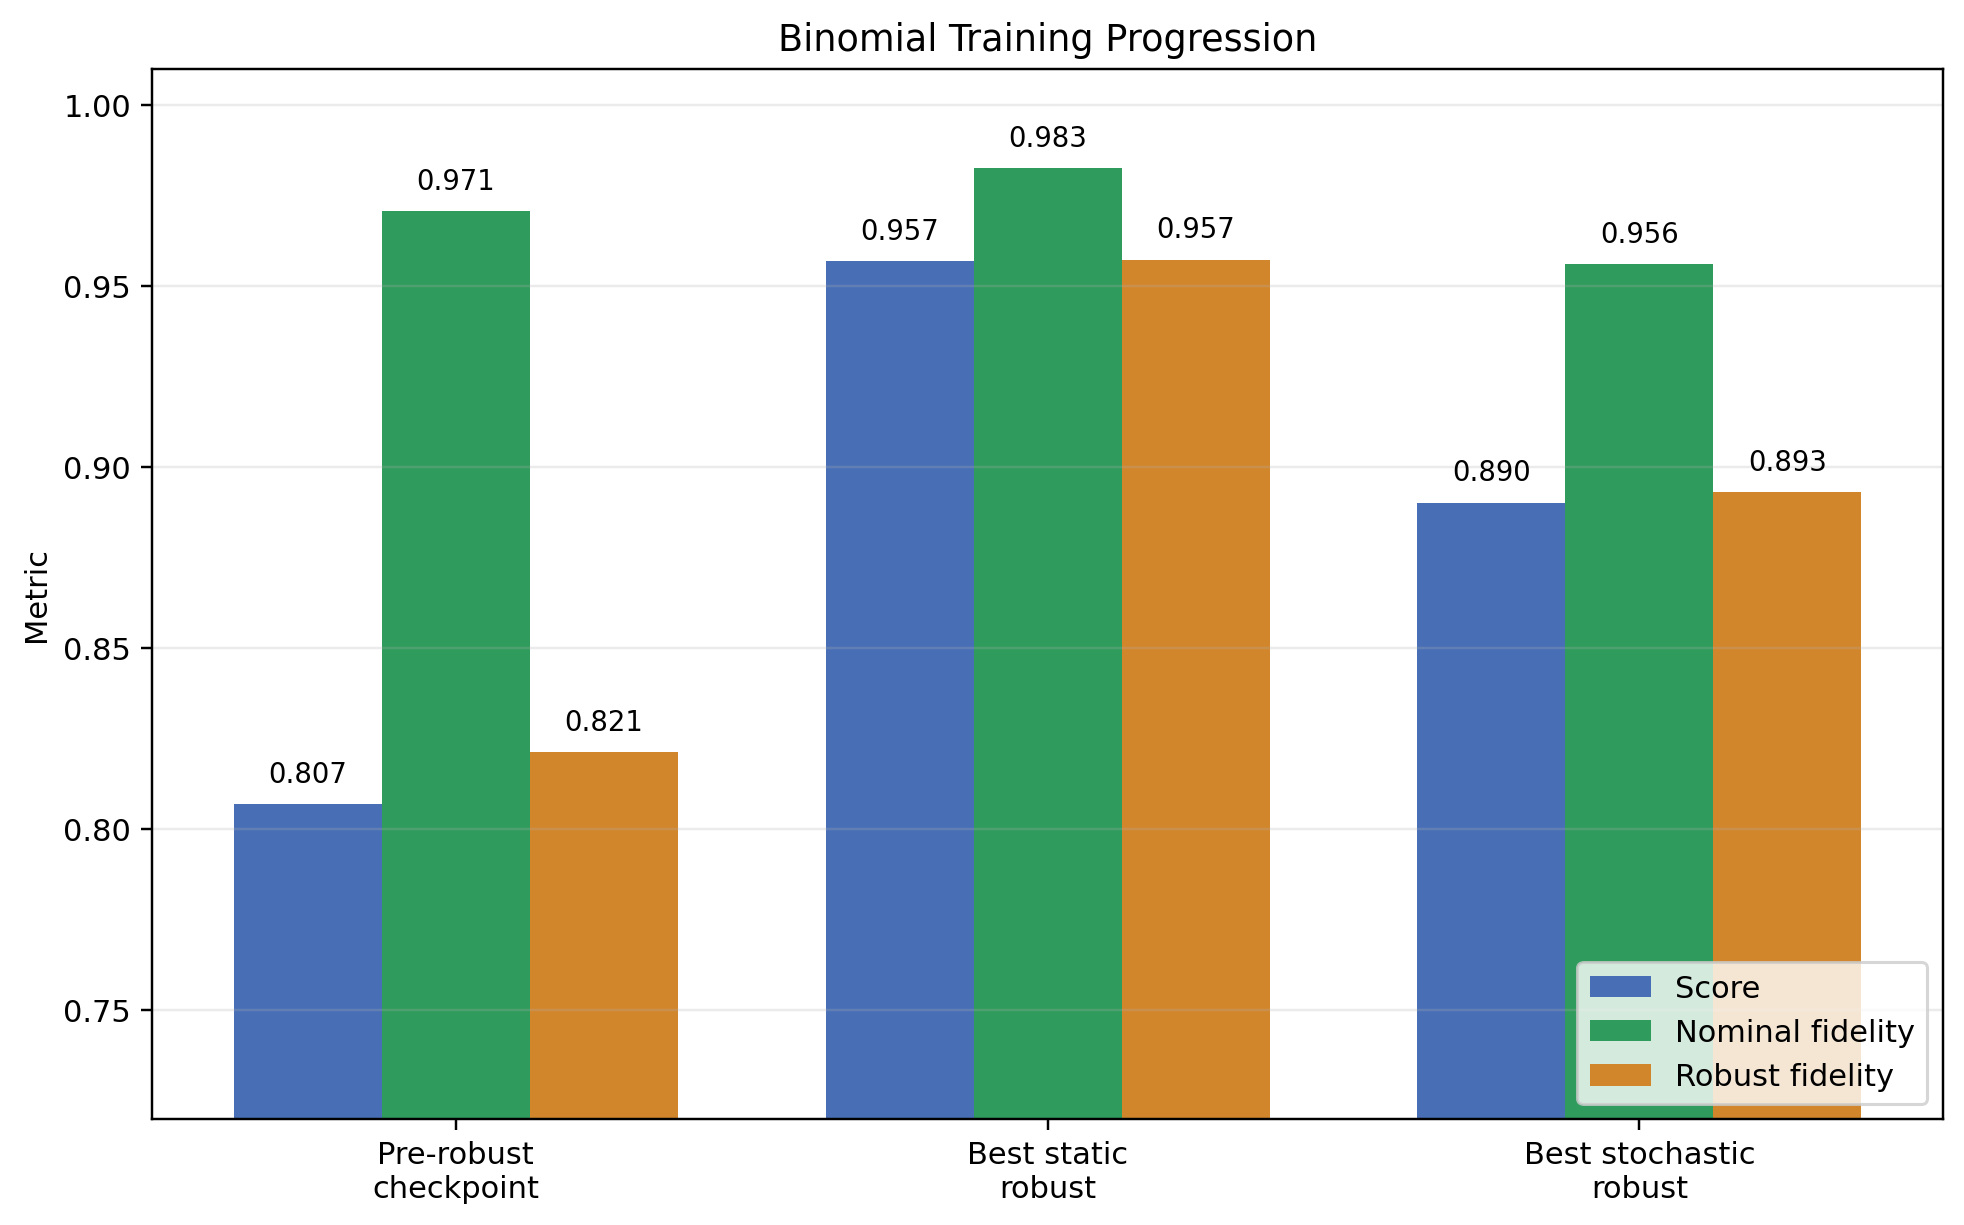 Binomial Training Progression
Metric
1.00
0.95
0.90
0.85
0.80
0.75
0.807
0.971
0.821
0.957
0.983
0.957
0.890
0.956
0.893
Score
Nominal fidelity
Robust fidelity
Pre-robust
checkpoint
Best static
robust
Best stochastic
robust